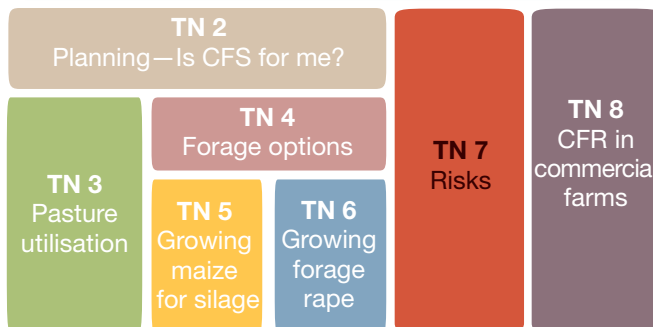 TN 2
Planning—Is CFS for me?
TN 3
Pasture
utilisation
TN 4
Forage options
TN 5
Growing
maize
for silage
TN 6
Growing
forage
rape
TN 7
Risks
TN 8
CFR in
commercia
farms